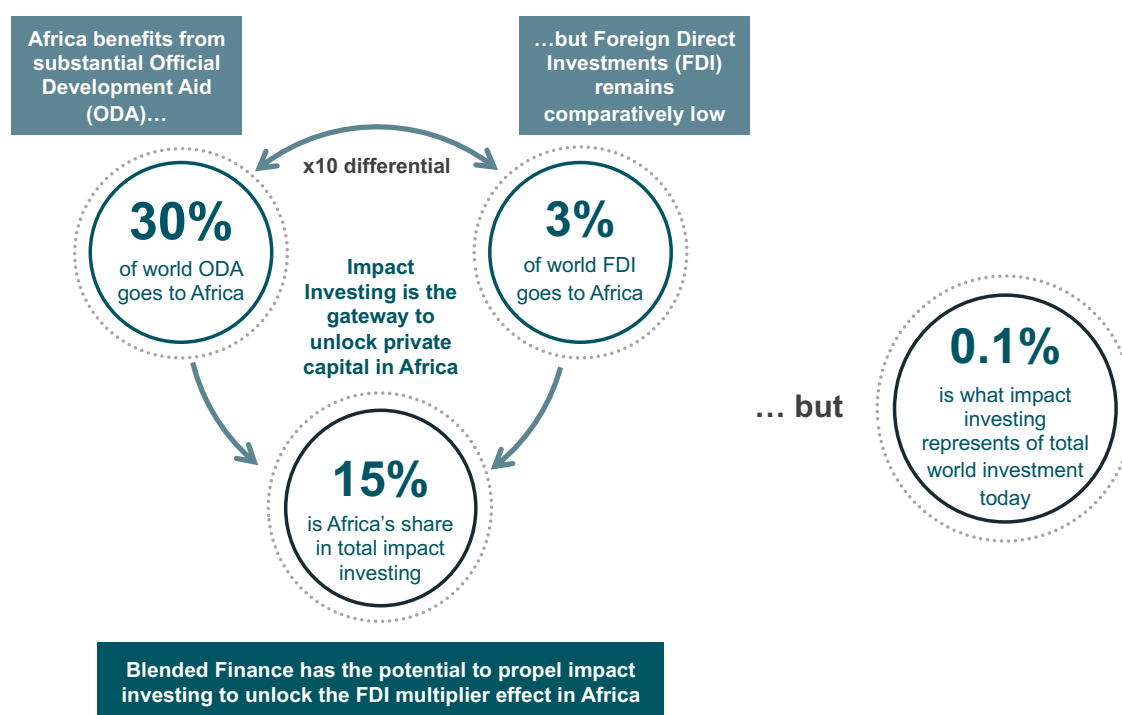 Africa benefits from
substantial Official
Development Aid
(ODA)…
…but Foreign Direct
Investments (FDI)
remains
comparatively low
x10 differential
30%
of world ODA
goes to Africa
3%
of world FDI
goes to Africa
Impact
Investing is the
gateway to
unlock private
capital in Africa
15%
is Africa’s share
in total impact
investing
… but
0.1%
is what impact
investing
represents of total
world investment
today
Blended Finance has the potential to propel impact
investing to unlock the FDI multiplier effect in Africa